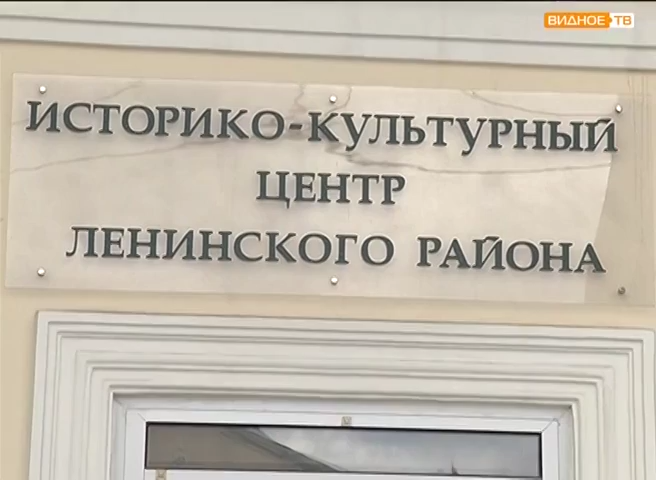 ВИДНОЕ ТВ
ИСТОРИКО-КУЛЬТУРНЫЙ
ЦЕНТР
ЛЕНИНСКОГО РАЙОНА